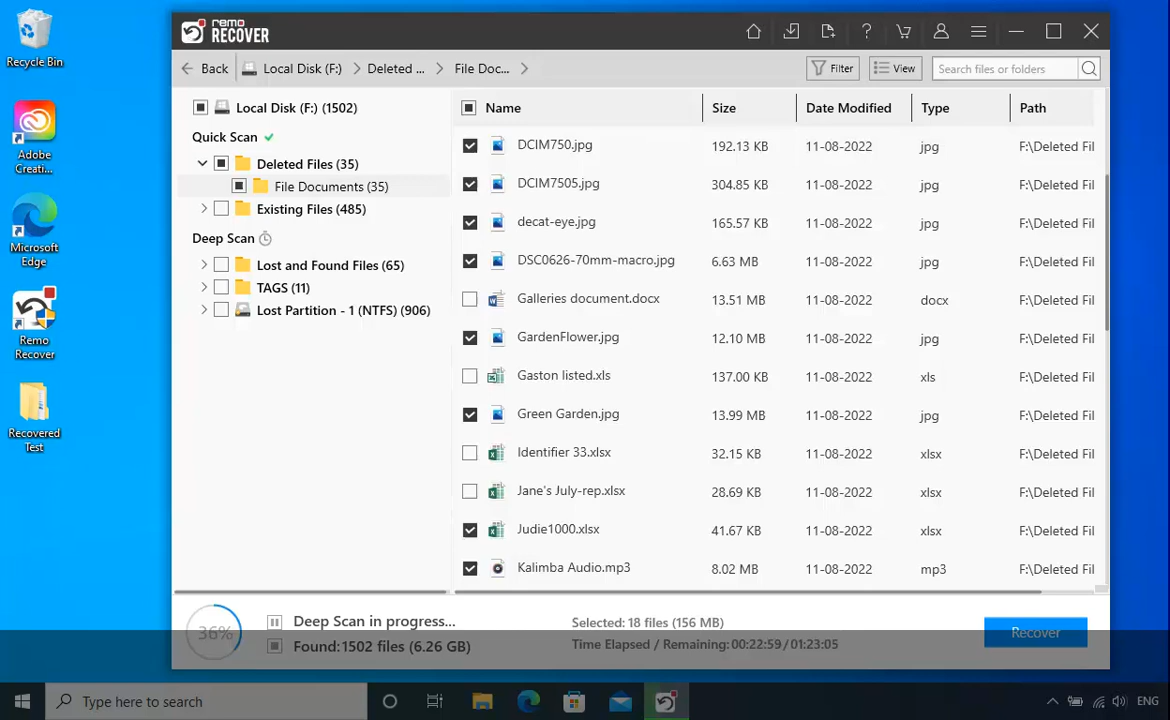 Recycle Bin
Adobe
Creati...
Microsoft
Edge
Remo
Recover
Recovered
Test
remo
RECOVER
Back
Local Disk (F:)
Deleted ...
File Doc...
Filter
View
Search files or folders
Local Disk (F:) (1502)
Quick Scan
Deleted Files (35)
File Documents (35)
Existing Files (485)
Deep Scan
Lost and Found Files (65)
TAGS (11)
Lost Partition - 1 (NTFS) (906)
Name Size Date Modified Type Path
DCIM750.jpg 192.13 KB 11-08-2022 jpg F:\Deleted Fil
DCIM7505.jpg 304.85 KB 11-08-2022 jpg F:\Deleted Fil
decat-eye.jpg 165.57 KB 11-08-2022 jpg F:\Deleted Fil
DSC0626-70mm-macro.jpg 6.63 MB 11-08-2022 jpg F:\Deleted Fil
Galleries document.docx 13.51 MB 11-08-2022 docx F:\Deleted Fil
GardenFlower.jpg 12.10 MB 11-08-2022 jpg F:\Deleted Fil
Gaston listed.xls 137.00 KB 11-08-2022 xls F:\Deleted Fil
Green Garden.jpg 13.99 MB 11-08-2022 jpg F:\Deleted Fil
Identifier 33.xlsx 32.15 KB 11-08-2022 xlsx F:\Deleted Fil
Jane's July-rep.xlsx 28.69 KB 11-08-2022 xlsx F:\Deleted Fil
Judie1000.xlsx 41.67 KB 11-08-2022 xlsx F:\Deleted Fil
Kalimba Audio.mp3 8.02 MB 11-08-2022 mp3 F:\Deleted Fil
36%
Deep Scan in progress...
Found:1502 files (6.26 GB)
Selected: 18 files (156 MB)
Time Elapsed / Remaining: 00:22:59 / 01:23:05
Recover
Type here to search
ENG